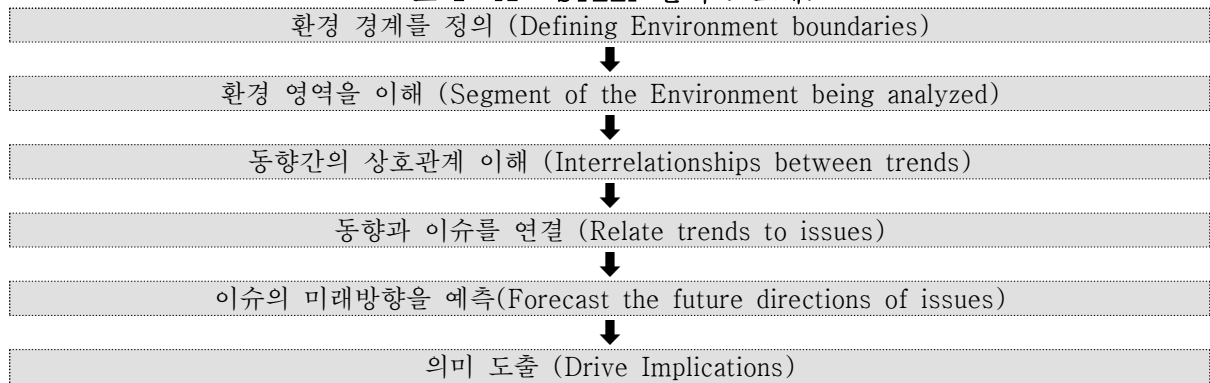 환경 경계를 정의 (Defining Environment boundaries)
환경 영역을 이해 (Segment of the Environment being analyzed)
동향간의 상호관계 이해 (Interrelationships between trends)
동향과 이슈를 연결 (Relate trends to issues)
이슈의 미래방향을 예측(Forecast the future directions of issues)
의미 도출 (Drive Implications)